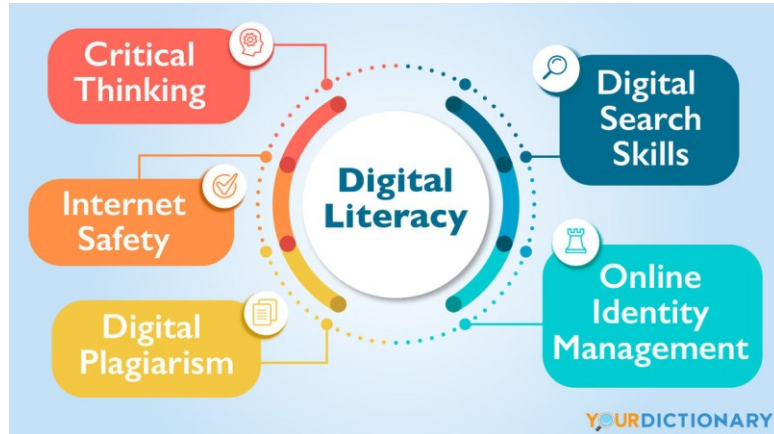 Critical
Thinking
Internet
Safety
Digital
Plagiarism
Digital
Literacy
Digital
Search
Skills
Online
Identity
Management
YOURDICTIONARY